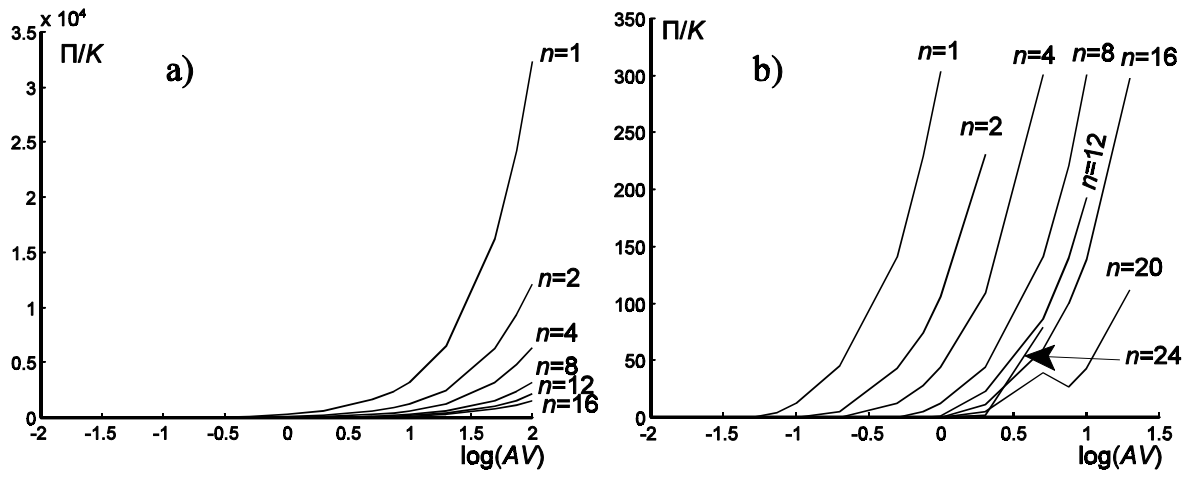 x 10⁴
3.5
3
2.5
2
1.5
1
0.5
0
Π/K
a)
n=1
n=2
n=4
n=8
n=12
n=16
-2 -1.5 -1 -0.5 0 0.5 1 1.5 2
log(AV)
350
300
250
200
150
100
50
0
Π/K
b)
n=1
n=2
n=4
n=8
n=16
n=12
n=20
n=24
-2 -1.5 -1 -0.5 0 0.5 1 1.5
log(AV)